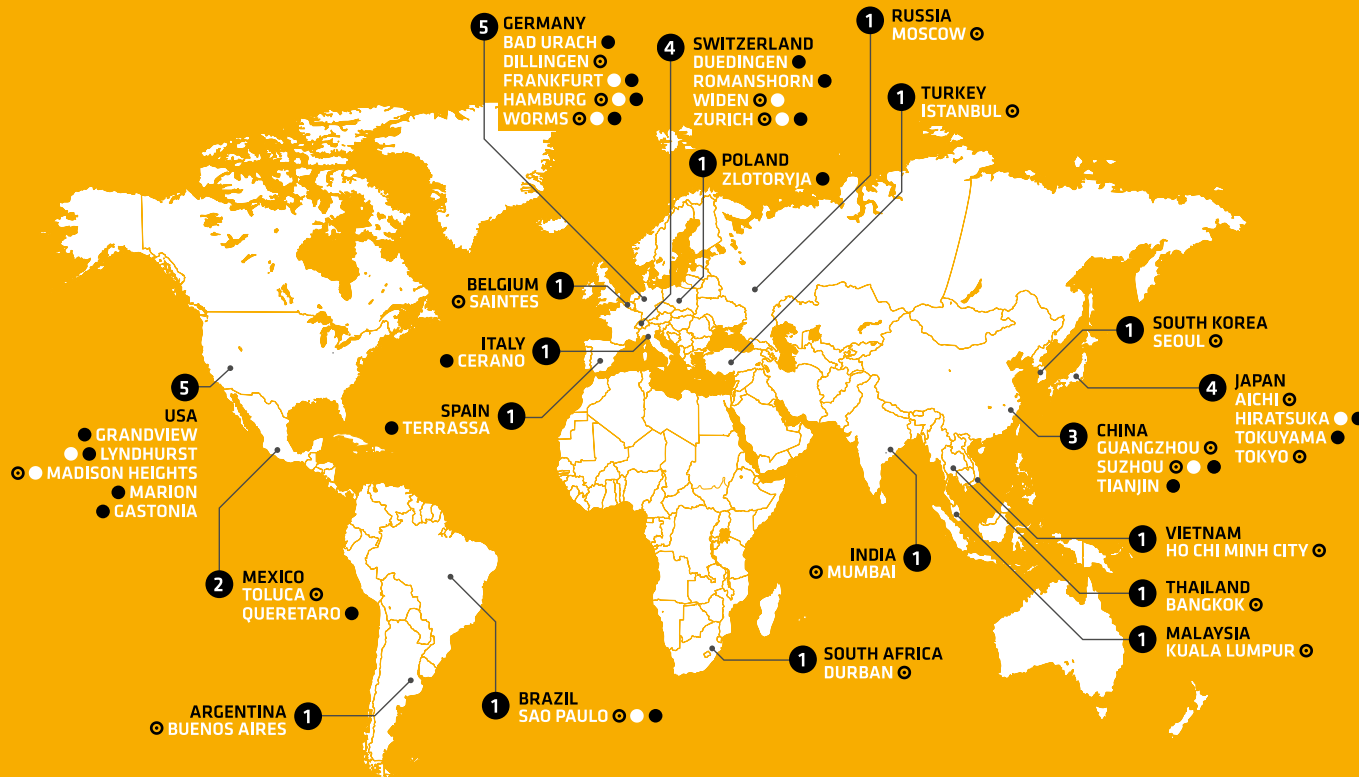 5 GERMANY
BAD URACH
DILLINGEN
FRANKFURT
HAMBURG
WORMS
4 SWITZERLAND
DUEDINGEN
ROMANSHORN
WIDEN
ZURICH
1 RUSSIA
MOSCOW
1 TURKEY
ISTANBUL
1 POLAND
ZLOTORYJA
BELGIUM 1
SAINTES
ITALY 1
CERANO
SPAIN 1
TERRASSA
5
USA
GRANDVIEW
LYNDHURST
MADISON HEIGHTS
MARION
GASTONIA
1 SOUTH KOREA
SEOUL
4 JAPAN
AICHI
HIRATSUKA
TOKUYAMA
TOKYO
3 CHINA
GUANGZHOU
SUZHOU
TIANJIN
2 MEXICO
TOLUCA
QUERETARO
INDIA 1
MUMBAI
1 VIETNAM
HO CHI MINH CITY
1 THAILAND
BANGKOK
1 MALAYSIA
KUALA LUMPUR
1 SOUTH AFRICA
DURBAN
ARGENTINA 1
BUENOS AIRES
1 BRAZIL
SAO PAULO